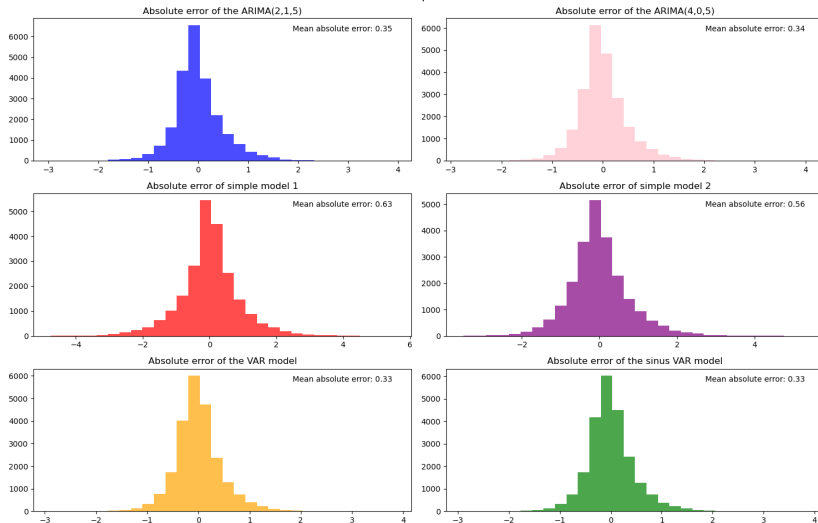 Absolute error of the ARIMA(2,1,5)
Mean absolute error: 0.35
6000
5000
4000
3000
2000
1000
0
−3 −2 −1 0 1 2 3 4
Absolute error of the ARIMA(4,0,5)
Mean absolute error: 0.34
6000
5000
4000
3000
2000
1000
0
−3 −2 −1 0 1 2 3 4
Absolute error of simple model 1
Mean absolute error: 0.63
5000
4000
3000
2000
1000
0
−4 −2 0 2 4 6
Absolute error of simple model 2
Mean absolute error: 0.56
5000
4000
3000
2000
1000
0
−2 0 2 4
Absolute error of the VAR model
Mean absolute error: 0.33
6000
5000
4000
3000
2000
1000
0
−3 −2 −1 0 1 2 3 4
Absolute error of the sinus VAR model
Mean absolute error: 0.33
6000
5000
4000
3000
2000
1000
0
−3 −2 −1 0 1 2 3 4